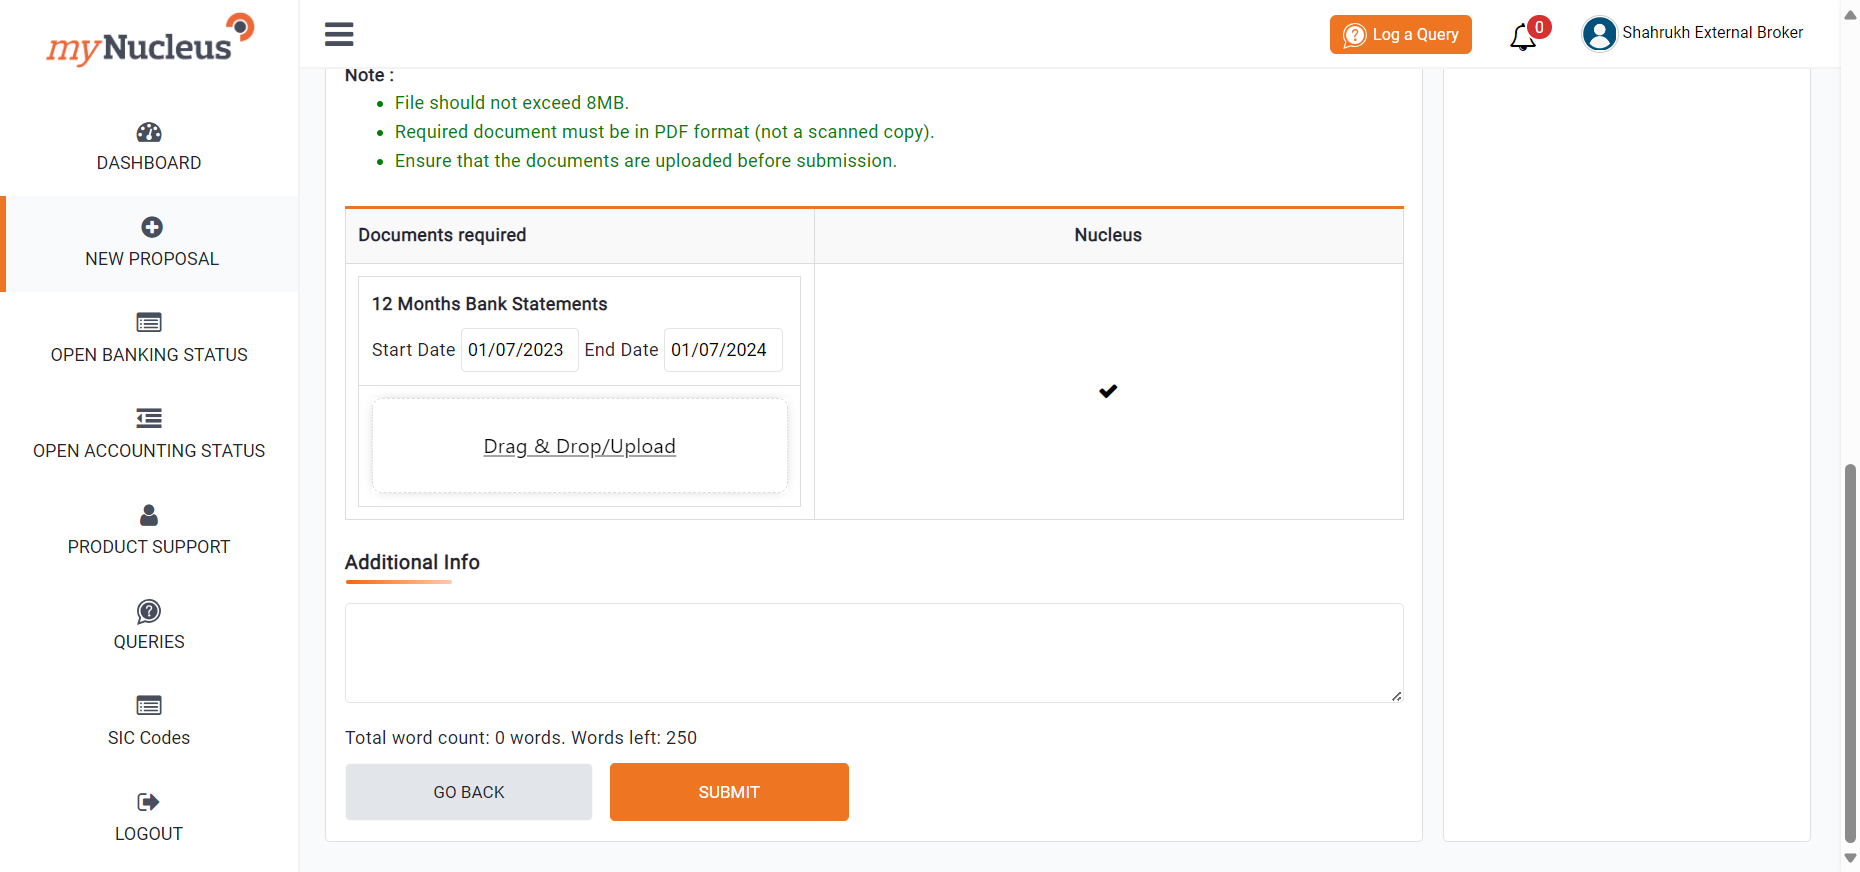 myNucleus
Log a Query
0
Shahrukh External Broker
DASHBOARD
NEW PROPOSAL
OPEN BANKING STATUS
OPEN ACCOUNTING STATUS
PRODUCT SUPPORT
QUERIES
SIC Codes
LOGOUT
Note :
File should not exceed 8MB.
Required document must be in PDF format (not a scanned copy).
Ensure that the documents are uploaded before submission.
Documents required
Nucleus
12 Months Bank Statements
Start Date 01/07/2023 End Date 01/07/2024
Drag & Drop/Upload
Additional Info
Total word count: 0 words. Words left: 250
GO BACK
SUBMIT